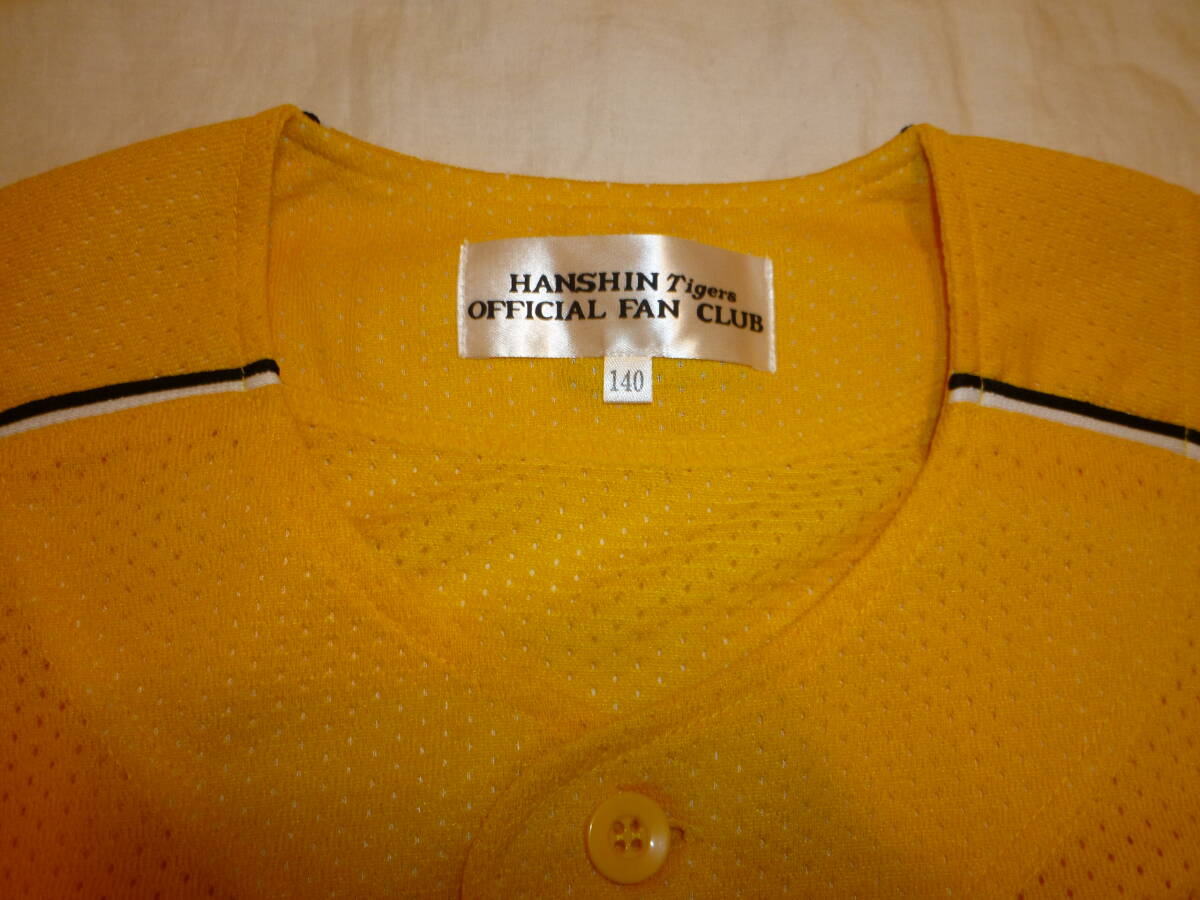 HANSHIN Tigers
OFFICIAL FAN CLUB
140